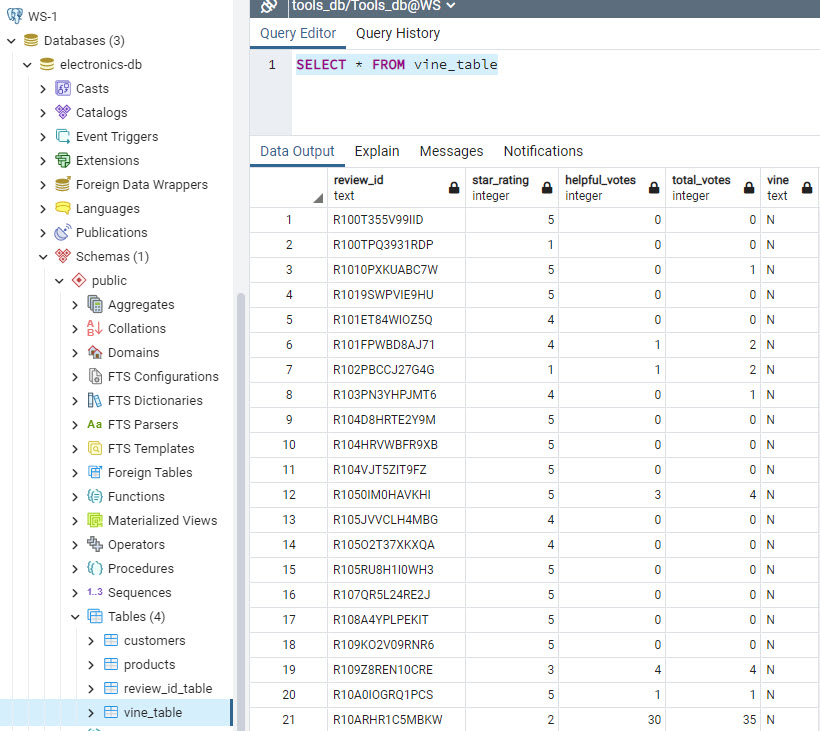 WS-1
Databases (3)
electronics-db
Casts
Catalogs
Event Triggers
Extensions
Foreign Data Wrappers
Languages
Publications
Schemas (1)
public
Aggregates
Collations
Domains
FTS Configurations
FTS Dictionaries
Aa FTS Parsers
FTS Templates
Foreign Tables
Functions
Materialized Views
Operators
Procedures
1..3 Sequences
Tables (4)
customers
products
review_id_table
vine_table
tools_db/Tools_db@WS
Query Editor Query History
1 SELECT * FROM vine_table
Data Output Explain Messages Notifications
review_id star_rating helpful_votes total_votes vine
text integer integer integer text
1 R100T355V99IID 5 0 0 N
2 R100TPQ3931RDP 1 0 0 N
3 R1010PXKUABC7W 5 0 1 N
4 R1019SWPVIE9HU 5 0 0 N
5 R101ET84WIOZ5Q 4 0 0 N
6 R101FPWBD8AJ71 4 1 2 N
7 R102PBCCJ27G4G 1 1 2 N
8 R103PN3YHPJMT6 4 0 1 N
9 R104D8HRTE2Y9M 5 0 0 N
10 R104HRVWBFR9XB 5 0 0 N
11 R104VJT5ZIT9FZ 5 0 0 N
12 R1050IM0HAVKHI 5 3 4 N
13 R105JVVCLH4MBG 4 0 0 N
14 R105O2T37XKXQA 4 0 0 N
15 R105RU8H1I0WH3 5 0 0 N
16 R107QR5L24RE2J 5 0 0 N
17 R108A4YPLPEKIT 5 0 0 N
18 R109KO2V09RNR6 5 0 0 N
19 R109Z8REN10CRE 3 4 4 N
20 R10A0IOGRQ1PCS 5 1 1 N
21 R10ARHR1C5MBKW 2 30 35 N